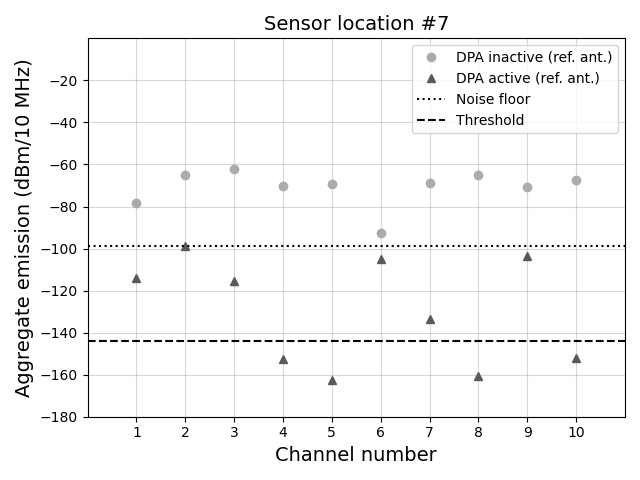 Sensor location #7
Aggregate emission (dBm/10 MHz)
−20
−40
−60
−80
−100
−120
−140
−160
−180
DPA inactive (ref. ant.)
DPA active (ref. ant.)
Noise floor
Threshold
1 2 3 4 5 6 7 8 9 10
Channel number